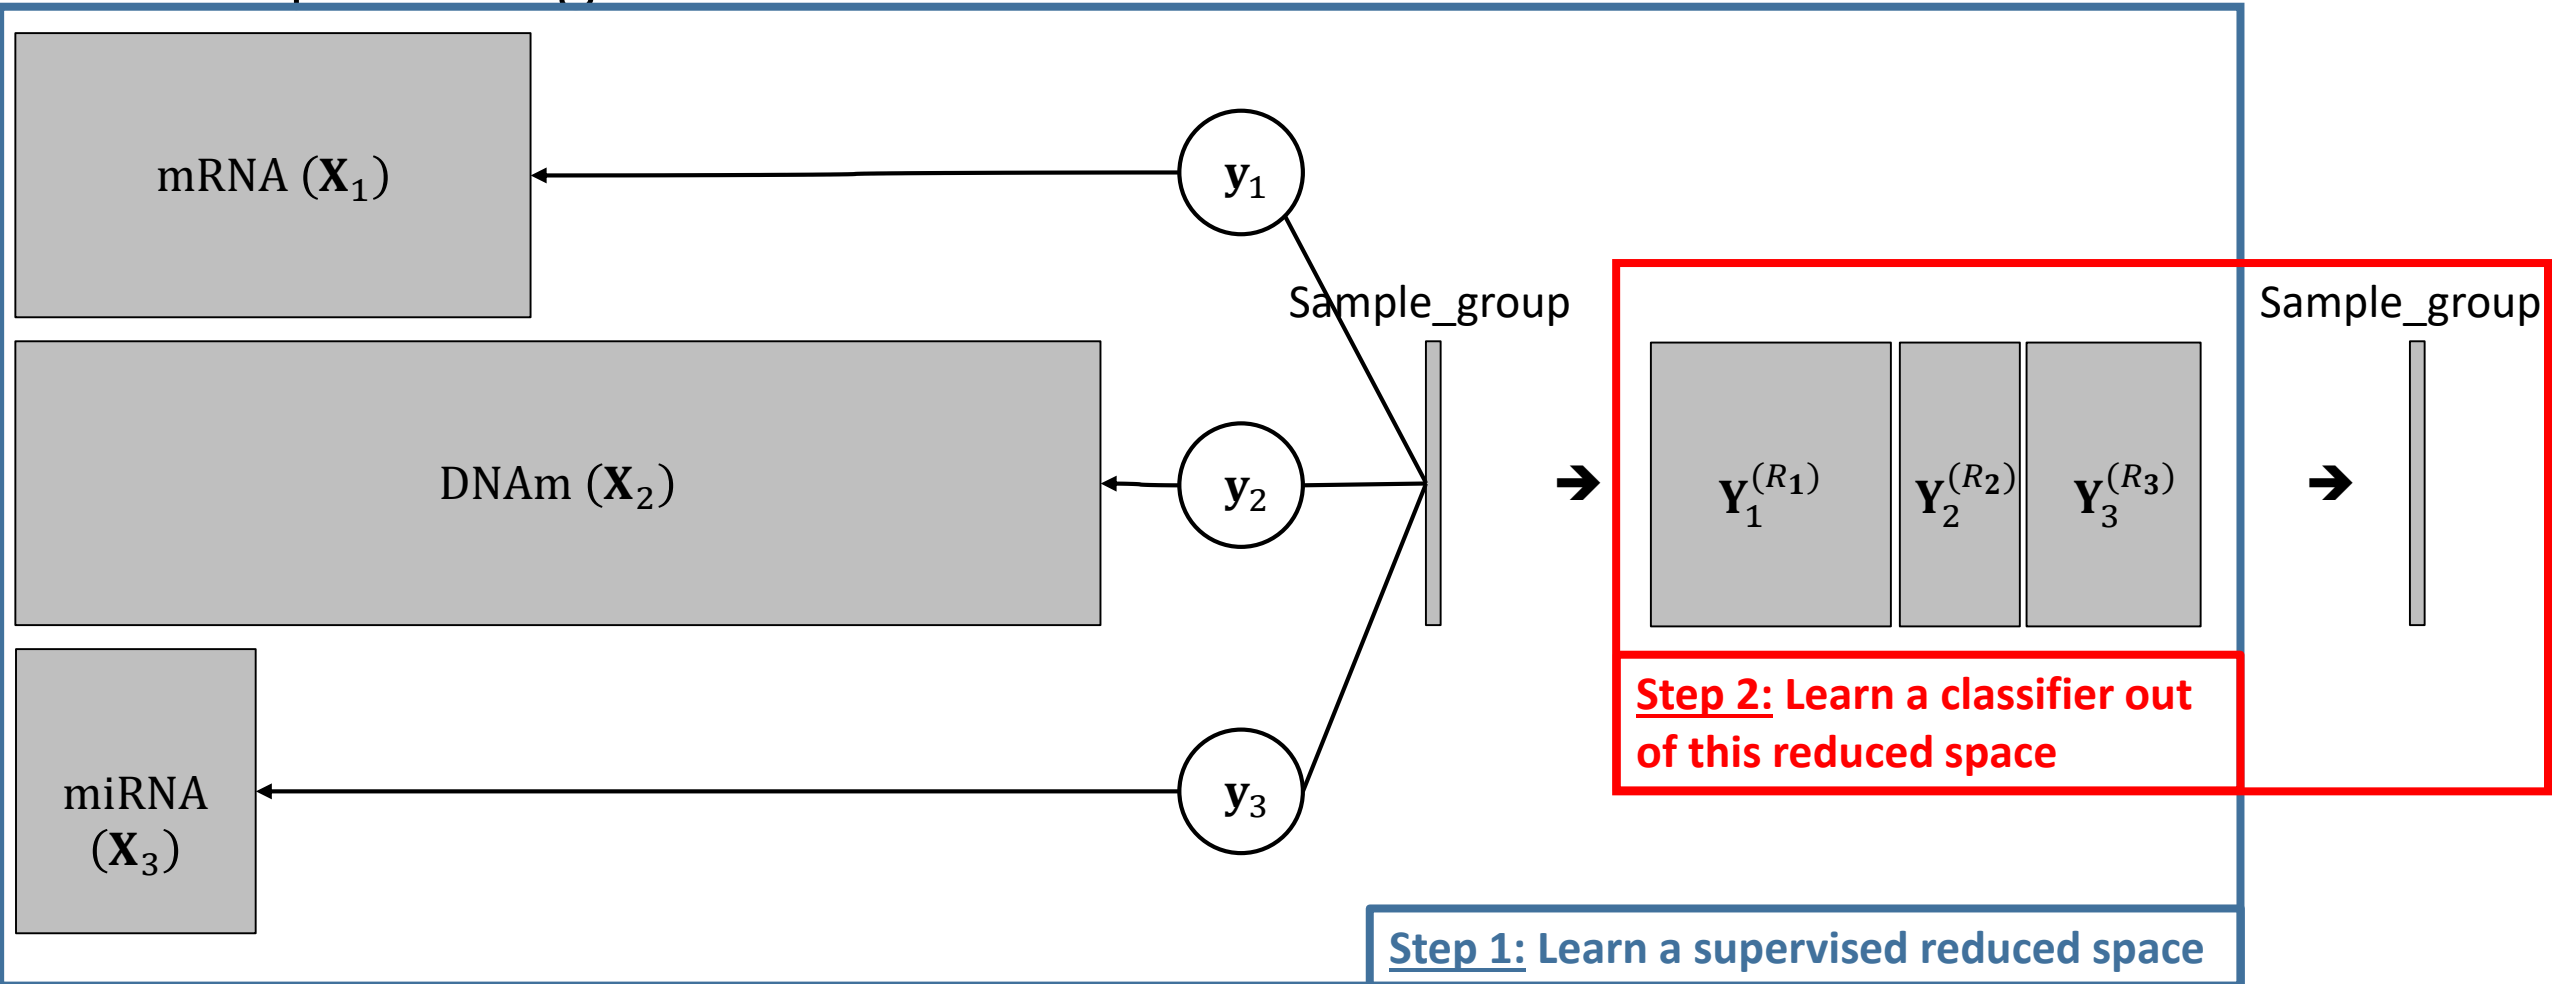 mRNA (𝐗₁)
y₁
Sample_group
Sample_group
DNAm (𝐗₂)
y₂
Y₁^(R₁)
Y₂^(R₂)
Y₃^(R₃)
Step 2: Learn a classifier out
of this reduced space
miRNA
(𝐗₃)
y₃
Step 1: Learn a supervised reduced space